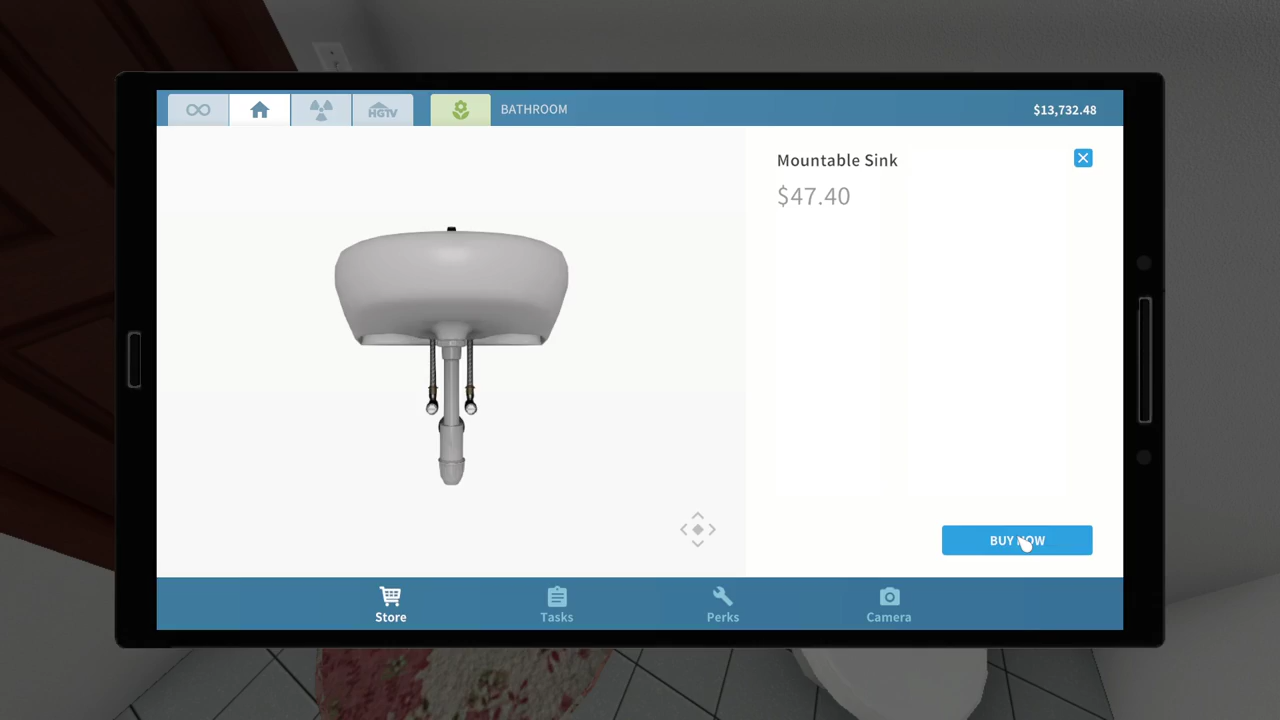 HGTV
BATHROOM
$13,732.48
Mountable Sink
$47.40
BUY NOW
Store
Tasks
Perks
Camera